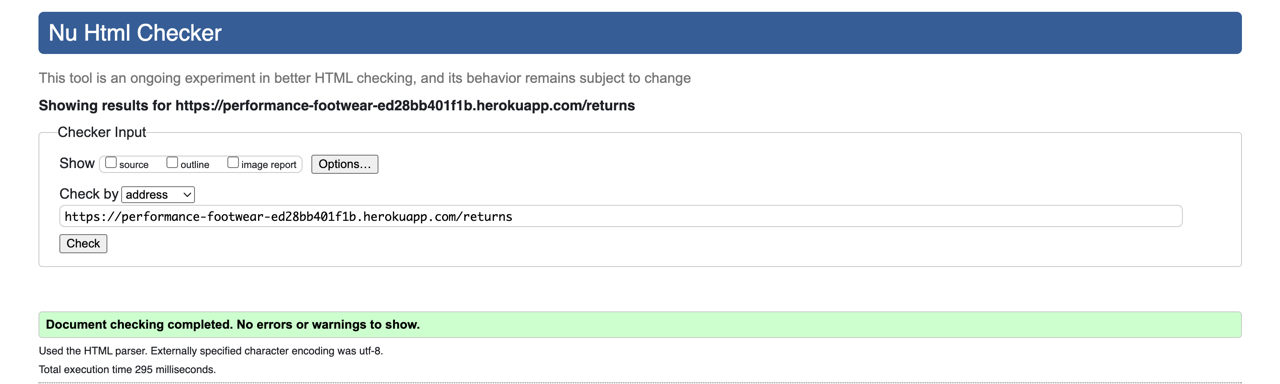 Nu Html Checker
This tool is an ongoing experiment in better HTML checking, and its behavior remains subject to change
Showing results for https://performance-footwear-ed28bb401f1b.herokuapp.com/returns
Checker Input
Show source outline image report Options...
Check by address
https://performance-footwear-ed28bb401f1b.herokuapp.com/returns
Check
Document checking completed. No errors or warnings to show.
Used the HTML parser. Externally specified character encoding was utf-8.
Total execution time 295 milliseconds.